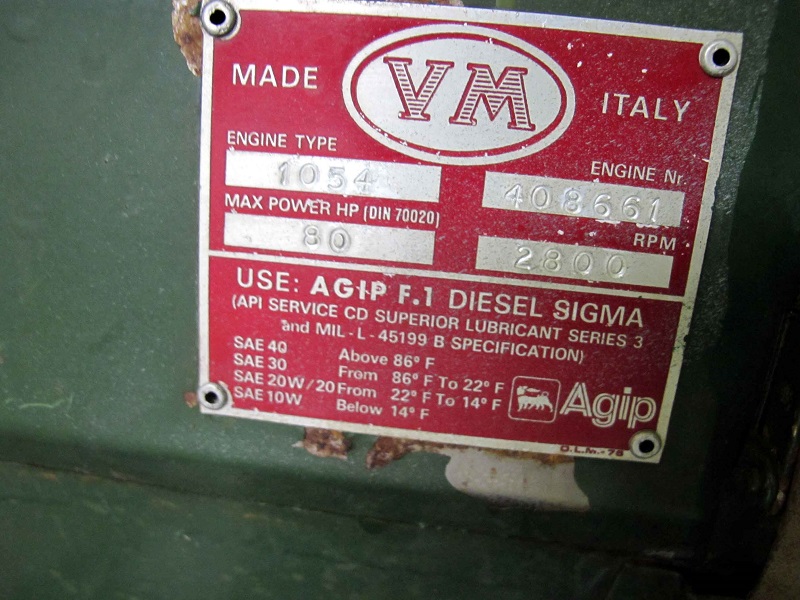 MADE VM ITALY
ENGINE TYPE
1054
ENGINE Nr.
408661
MAX POWER HP (DIN 70020)
80
RPM
2800
USE: AGIP F.1 DIESEL SIGMA
(API SERVICE CD SUPERIOR LUBRICANT SERIES 3
and MIL-L-45199 B SPECIFICATION)
SAE 40 Above 86° F
SAE 30 From 86° F To 22° F
SAE 20W/20 From 22° F To 14° F
SAE 10W Below 14° F
Agip
O.L.M.-76